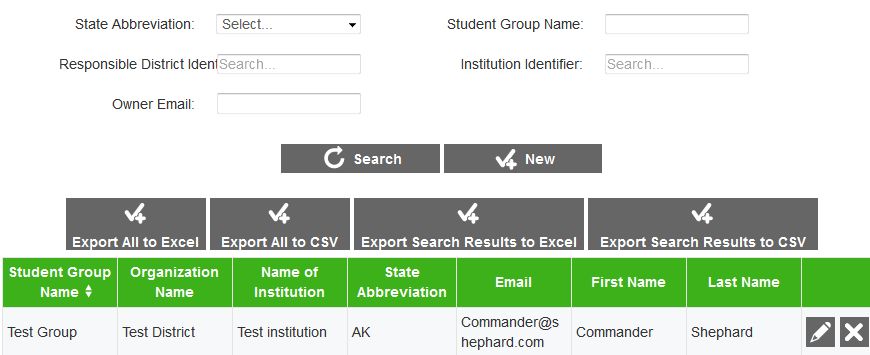 State Abbreviation: Select... Student Group Name:
Responsible District Ident Search... Institution Identifier: Search...
Owner Email:
Search New
Export All to Excel Export All to CSV Export Search Results to Excel Export Search Results to CSV
Student Group Name Organization Name Name of Institution State Abbreviation Email First Name Last Name
Test Group Test District Test institution AK Commander@s
hephard.com Commander Shephard